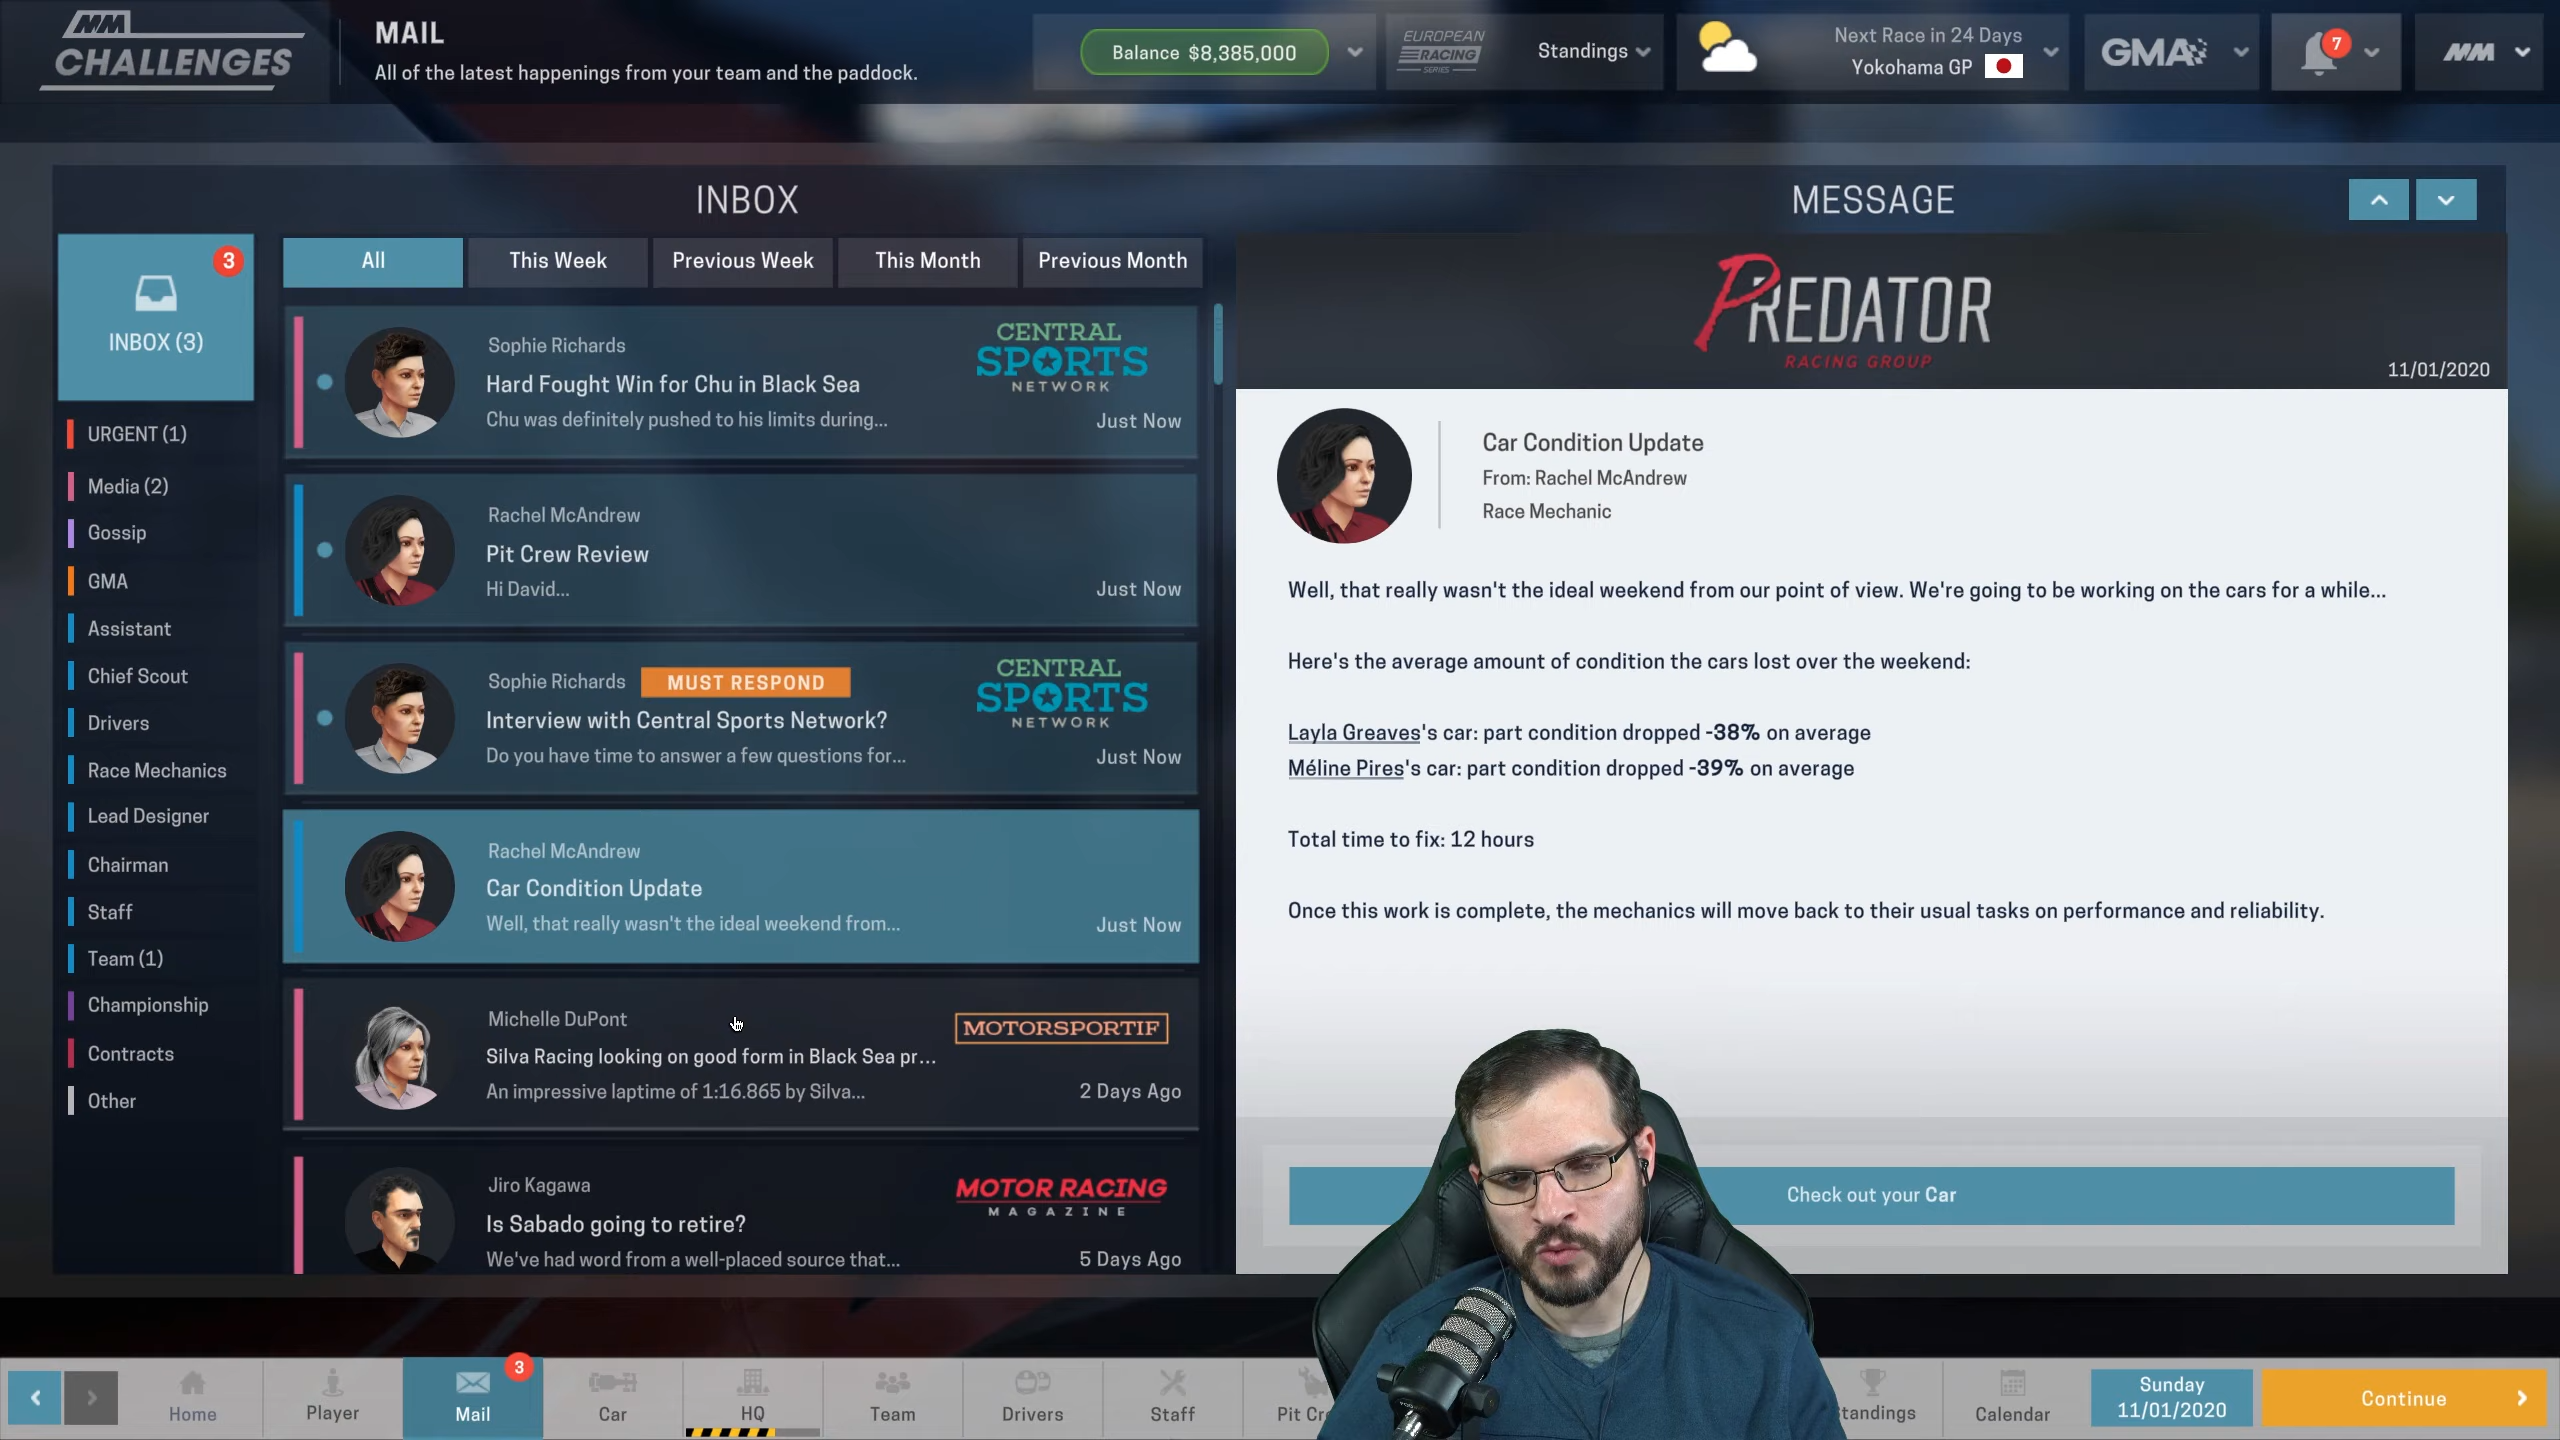 MM
CHALLENGES
MAIL
All of the latest happenings from your team and the paddock.
Balance $8,385,000
EUROPEAN
RACING
SERIES
Standings
Next Race in 24 Days
Yokohama GP
GMA
7
MM
INBOX
MESSAGE
3
INBOX (3)
URGENT (1)
Media (2)
Gossip
GMA
Assistant
Chief Scout
Drivers
Race Mechanics
Lead Designer
Chairman
Staff
Team (1)
Championship
Contracts
Other
All
This Week
Previous Week
This Month
Previous Month
Sophie Richards
Hard Fought Win for Chu in Black Sea
Chu was definitely pushed to his limits during...
CENTRAL
SPORTS
NETWORK
Just Now
Rachel McAndrew
Pit Crew Review
Hi David...
Just Now
Sophie Richards
MUST RESPOND
Interview with Central Sports Network?
Do you have time to answer a few questions for...
CENTRAL
SPORTS
NETWORK
Just Now
Rachel McAndrew
Car Condition Update
Well, that really wasn't the ideal weekend from...
Just Now
Michelle DuPont
Silva Racing looking on good form in Black Sea pr...
An impressive laptime of 1:16.865 by Silva...
MOTORSPORTIF
2 Days Ago
Jiro Kagawa
Is Sabado going to retire?
We've had word from a well-placed source that...
MOTOR RACING
MAGAZINE
5 Days Ago
PREDATOR
RACING GROUP
11/01/2020
Car Condition Update
From: Rachel McAndrew
Race Mechanic
Well, that really wasn't the ideal weekend from our point of view. We're going to be working on the cars for a while...
Here's the average amount of condition the cars lost over the weekend:
Layla Greaves's car: part condition dropped -38% on average
Méline Pires's car: part condition dropped -39% on average
Total time to fix: 12 hours
Once this work is complete, the mechanics will move back to their usual tasks on performance and reliability.
Check out your Car
Home
Player
Mail
3
Car
HQ
Team
Drivers
Staff
Pit Cr
tandings
Calendar
Sunday
11/01/2020
Continue